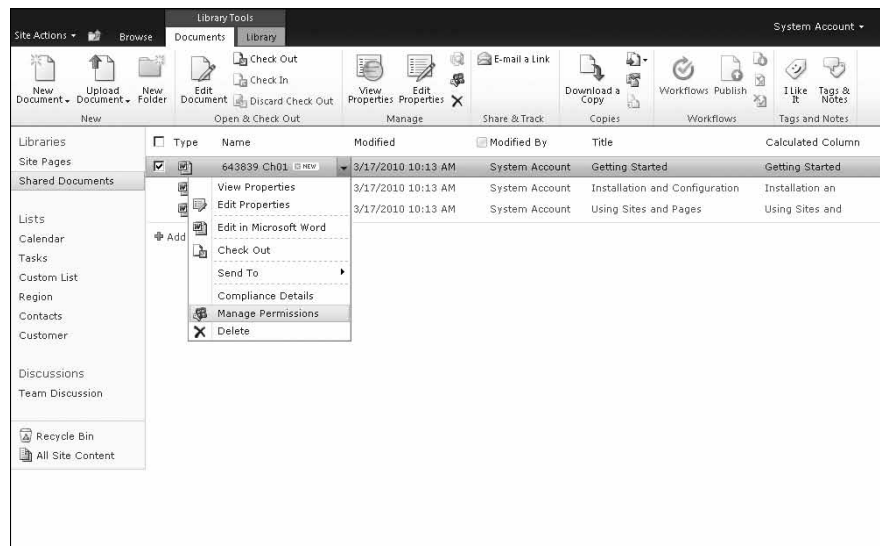 Library Tools
Site Actions Browse Documents Library System Account
New Document Upload Document New Folder Edit Document Check Out Check In Discard Check Out View Properties Edit Properties E-mail a Link Download a Copy Workflows Publish I Like It Tags & Notes
New Open & Check Out Manage Share & Track Copies Workflows Tags and Notes
Libraries Type Name Modified Modified By Title Calculated Column
Site Pages 643839 Ch01 NEW 3/17/2010 10:13 AM System Account Getting Started Getting Started
Shared Documents View Properties 3/17/2010 10:13 AM System Account Installation and Configuration Installation an
Edit Properties 3/17/2010 10:13 AM System Account Using Sites and Pages Using Sites and
Lists Edit in Microsoft Word
Calendar Add Check Out
Tasks Send To
Custom List
Region Compliance Details
Contacts Manage Permissions
Customer Delete
Discussions
Team Discussion
Recycle Bin
All Site Content